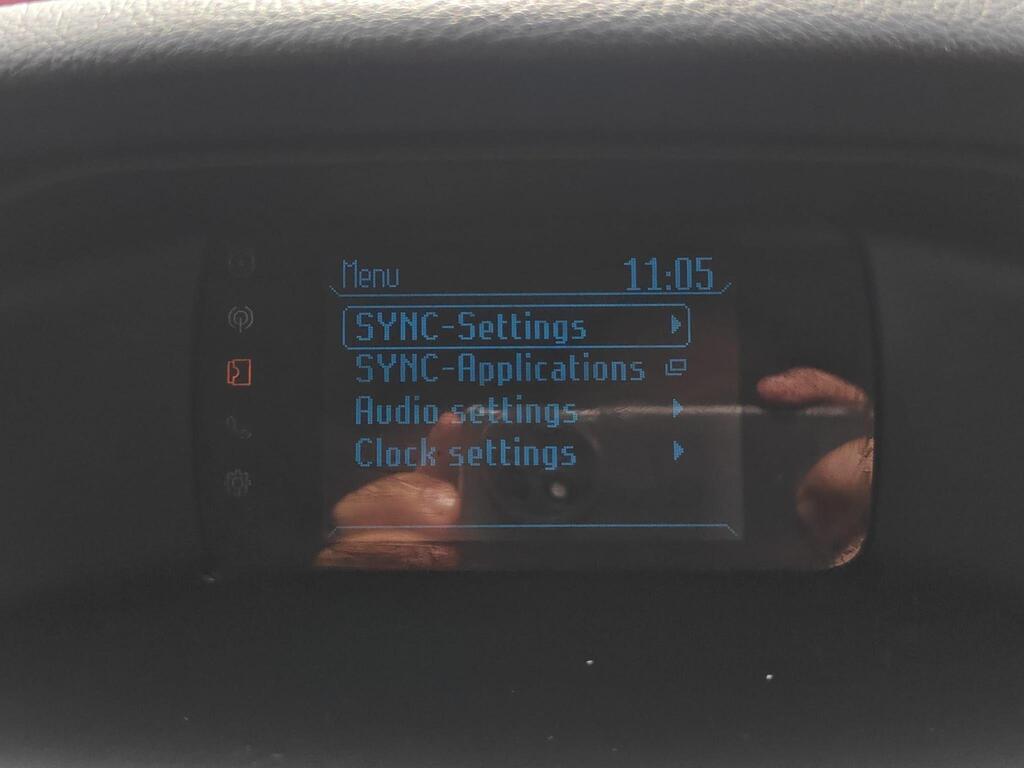 Menu 11:05
SYNC-Settings
SYNC-Applications
Audio settings
Clock settings